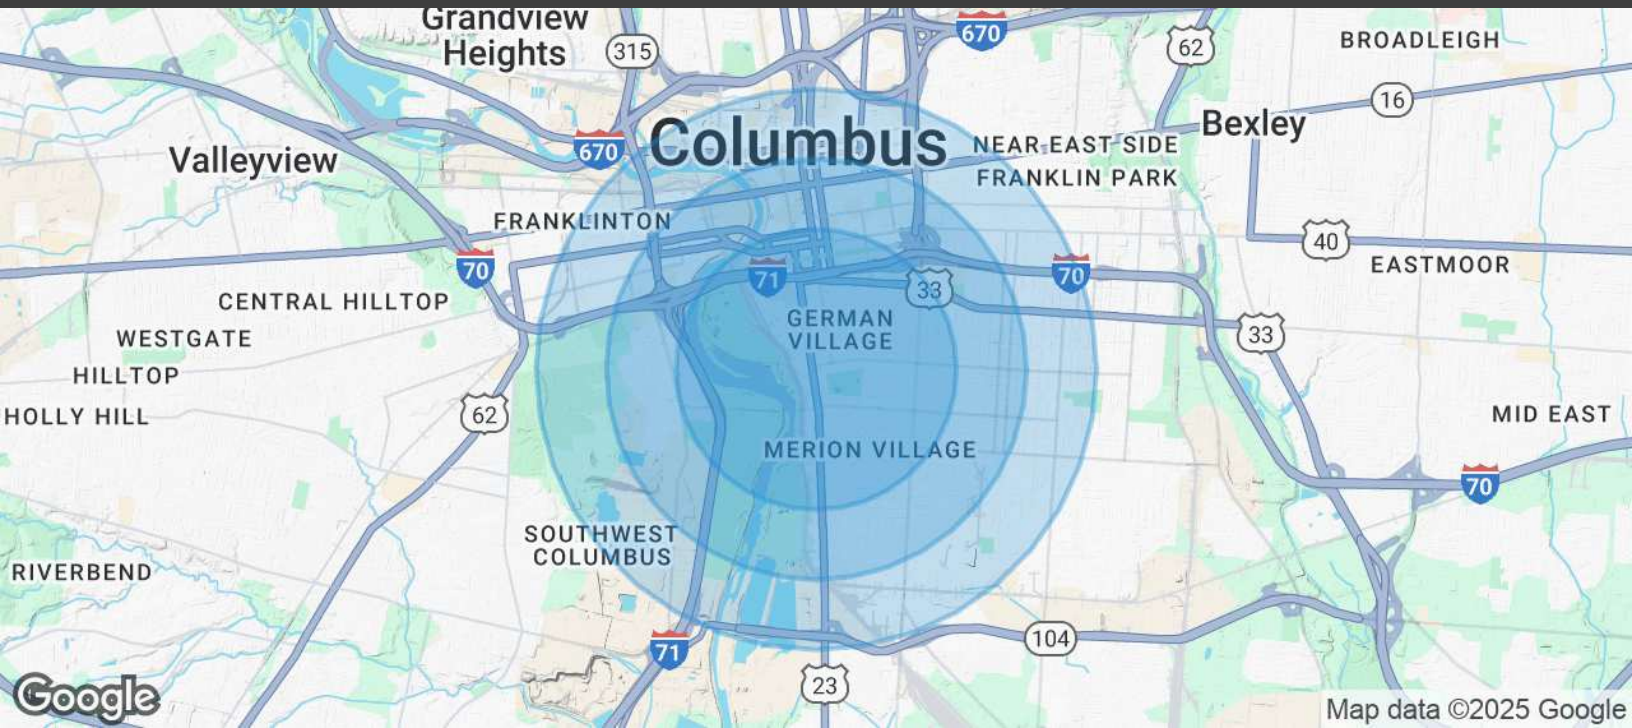 Grandview
Heights
315
670
62
BROADLEIGH
16
Bexley
Columbus
670
NEAR EAST SIDE
FRANKLIN PARK
Valleyview
FRANKLINTON
70
71
33
70
40
EASTMOOR
CENTRAL HILLTOP
WESTGATE
GERMAN
VILLAGE
33
HILLTOP
HOLLY HILL
62
MID EAST
MERION VILLAGE
70
SOUTHWEST
COLUMBUS
RIVERBEND
71
104
23
Google
Map data ©2025 Google